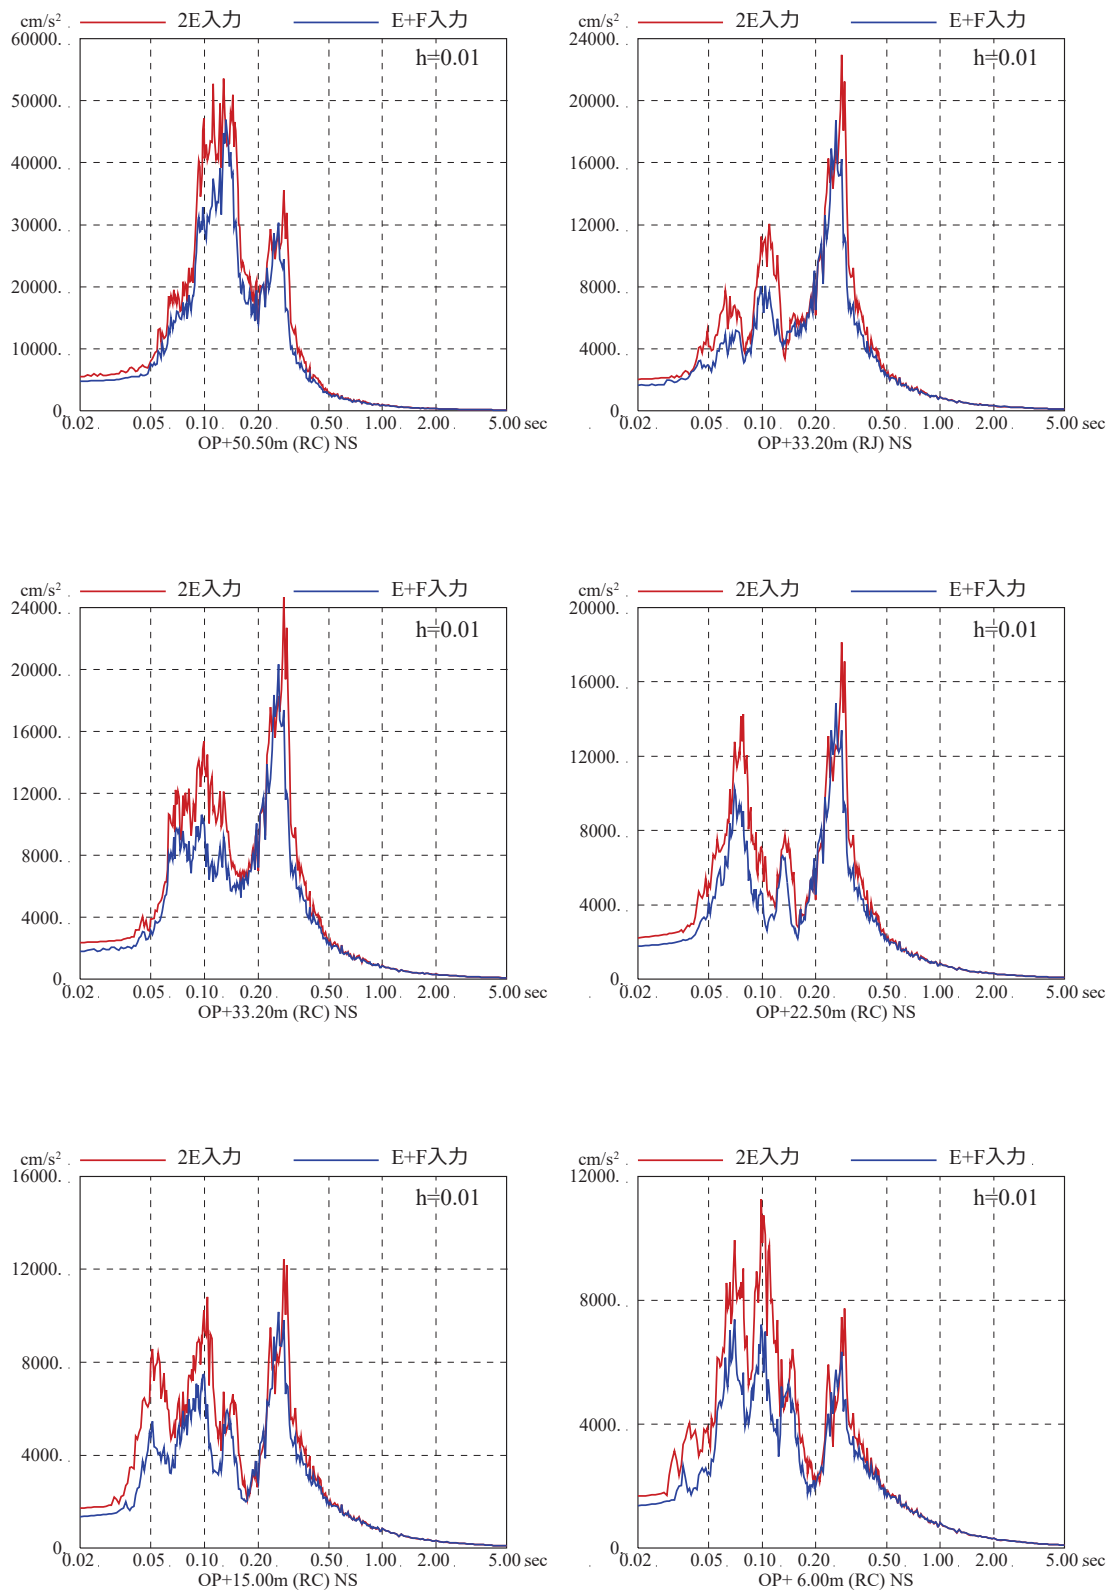 cm/s² 2E入力 E+F入力
60000.
h=0.01
50000.
40000.
30000.
20000.
10000.
0.
0.02 0.05 0.10 0.20 0.50 1.00 2.00 5.00 sec
OP+50.50m (RC) NS
cm/s² 2E入力 E+F入力
24000.
h=0.01
20000.
16000.
12000.
8000.
4000.
0.
0.02 0.05 0.10 0.20 0.50 1.00 2.00 5.00 sec
OP+33.20m (RJ) NS
cm/s² 2E入力 E+F入力
24000.
h=0.01
20000.
16000.
12000.
8000.
4000.
0.
0.02 0.05 0.10 0.20 0.50 1.00 2.00 5.00 sec
OP+33.20m (RC) NS
cm/s² 2E入力 E+F入力
20000.
h=0.01
16000.
12000.
8000.
4000.
0.
0.02 0.05 0.10 0.20 0.50 1.00 2.00 5.00 sec
OP+22.50m (RC) NS
cm/s² 2E入力 E+F入力
16000.
h=0.01
12000.
8000.
4000.
0.
0.02 0.05 0.10 0.20 0.50 1.00 2.00 5.00 sec
OP+15.00m (RC) NS
cm/s² 2E入力 E+F入力
12000.
h=0.01
8000.
4000.
0.
0.02 0.05 0.10 0.20 0.50 1.00 2.00 5.00 sec
OP+ 6.00m (RC) NS